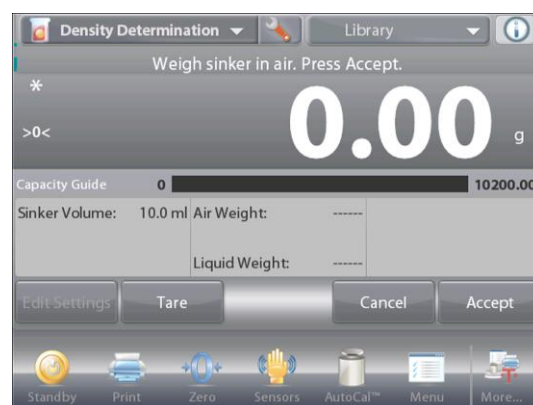 Density Determination Library
Weigh sinker in air. Press Accept.
*
>0<
0.00 g
Capacity Guide 0 10200.00
Sinker Volume: 10.0 ml Air Weight: ------
Liquid Weight: ------
Edit Settings Tare Cancel Accept
Standby Print Zero Sensors AutoCal™ Menu More...